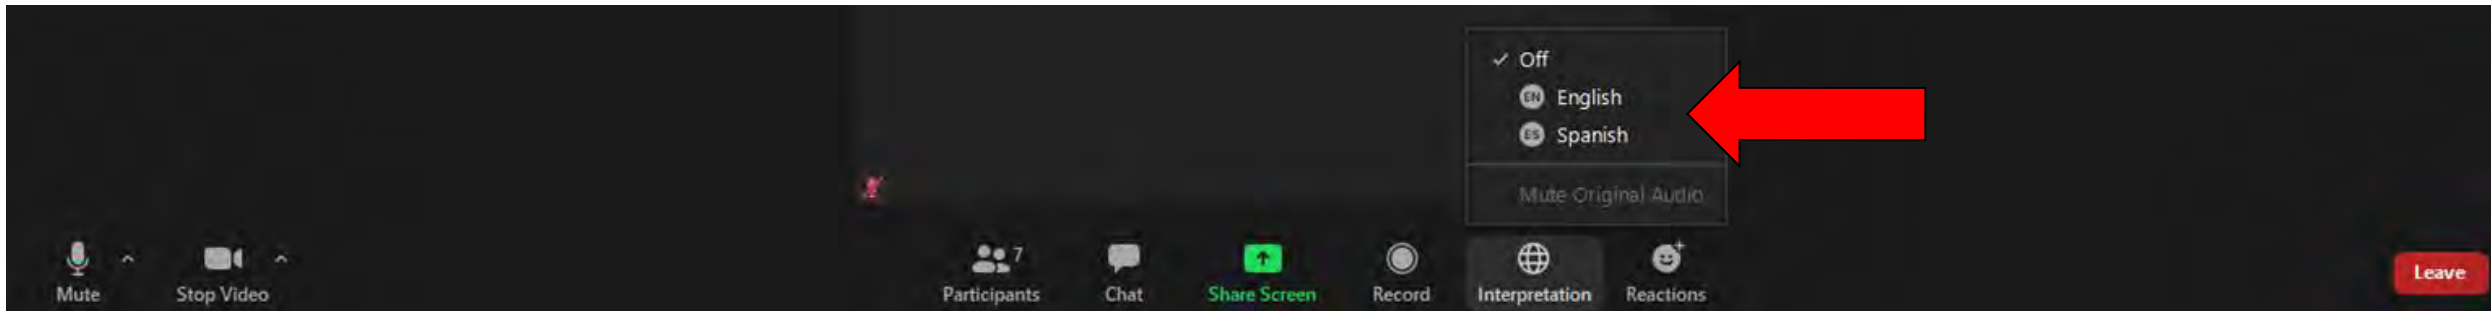 Off
EN English
ES Spanish
Mute Original Audio
7
Mute
Stop Video
Participants
Chat
Share Screen
Record
Interpretation
Reactions
Leave